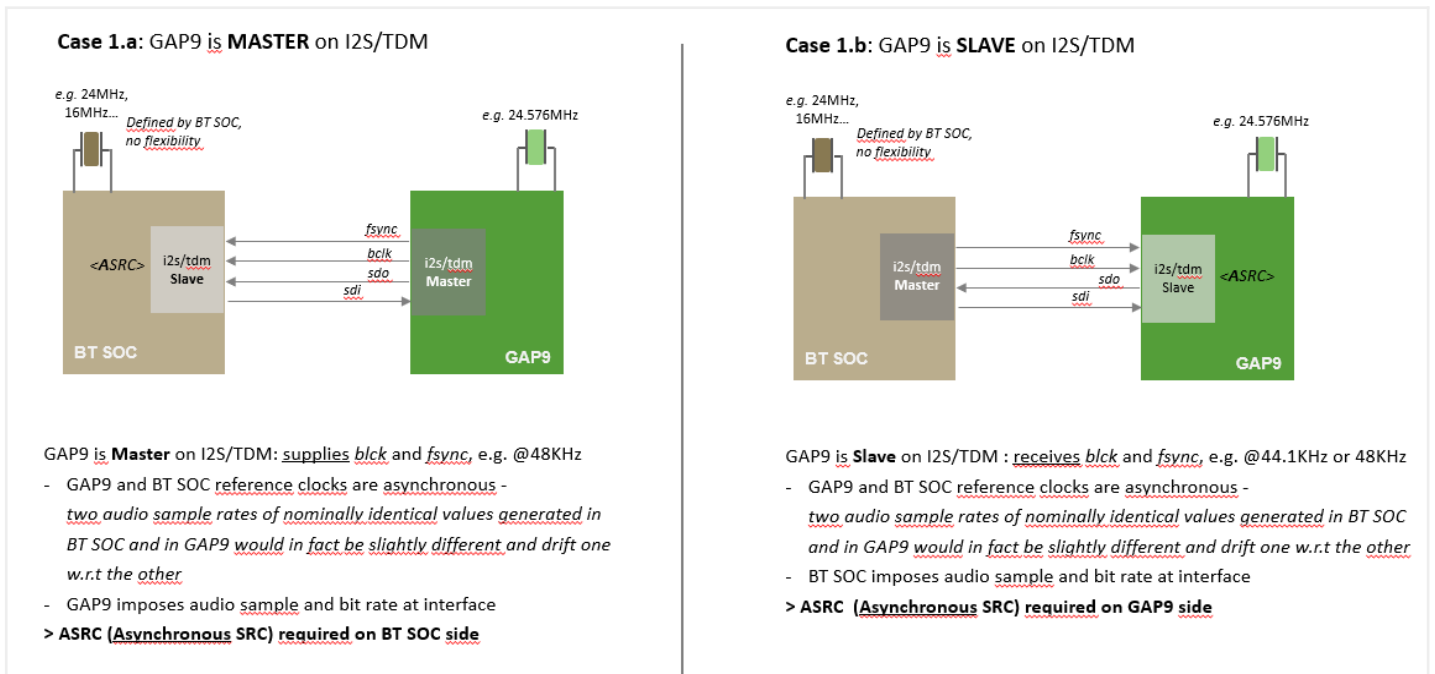 Case 1.a: GAP9 is MASTER on I2S/TDM
e.g. 24MHz,
16MHz...
Defined by BT SOC,
no flexibility
e.g. 24.576MHz
fsync
bclk
sdo
sdi
<ASRC>
i2s/tdm
Slave
i2s/tdm
Master
BT SOC
GAP9
GAP9 is Master on I2S/TDM: supplies blck and fsync, e.g. @48KHz
- GAP9 and BT SOC reference clocks are asynchronous -
two audio sample rates of nominally identical values generated in
BT SOC and in GAP9 would in fact be slightly different and drift one
w.r.t the other
- GAP9 imposes audio sample and bit rate at interface
> ASRC (Asynchronous SRC) required on BT SOC side
Case 1.b: GAP9 is SLAVE on I2S/TDM
e.g. 24MHz,
16MHz...
Defined by BT SOC,
no flexibility
e.g. 24.576MHz
fsync
bclk
sdo
sdi
i2s/tdm
Master
i2s/tdm
Slave
<ASRC>
BT SOC
GAP9
GAP9 is Slave on I2S/TDM : receives blck and fsync, e.g. @44.1KHz or 48KHz
- GAP9 and BT SOC reference clocks are asynchronous -
two audio sample rates of nominally identical values generated in BT SOC
and in GAP9 would in fact be slightly different and drift one w.r.t the other
- BT SOC imposes audio sample and bit rate at interface
> ASRC (Asynchronous SRC) required on GAP9 side